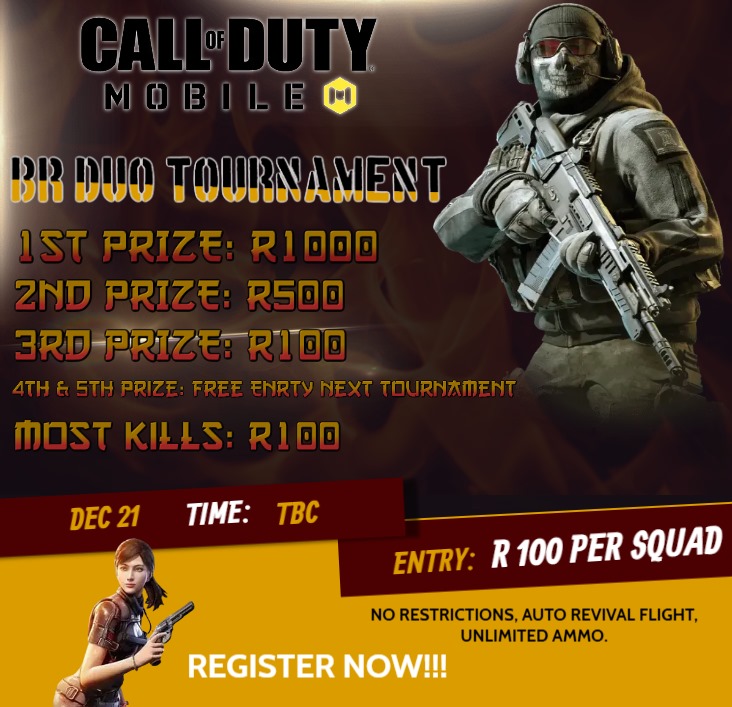 CALL OF DUTY
MOBILE
BR DUO TOURNAMENT
1ST PRIZE: R1000
2ND PRIZE: R500
3RD PRIZE: R100
4TH & 5TH PRIZE: FREE ENRTY NEXT TOURNAMENT
MOST KILLS: R100
DEC 21 TIME: TBC
ENTRY: R 100 PER SQUAD
NO RESTRICTIONS, AUTO REVIVAL FLIGHT,
UNLIMITED AMMO.
REGISTER NOW!!!